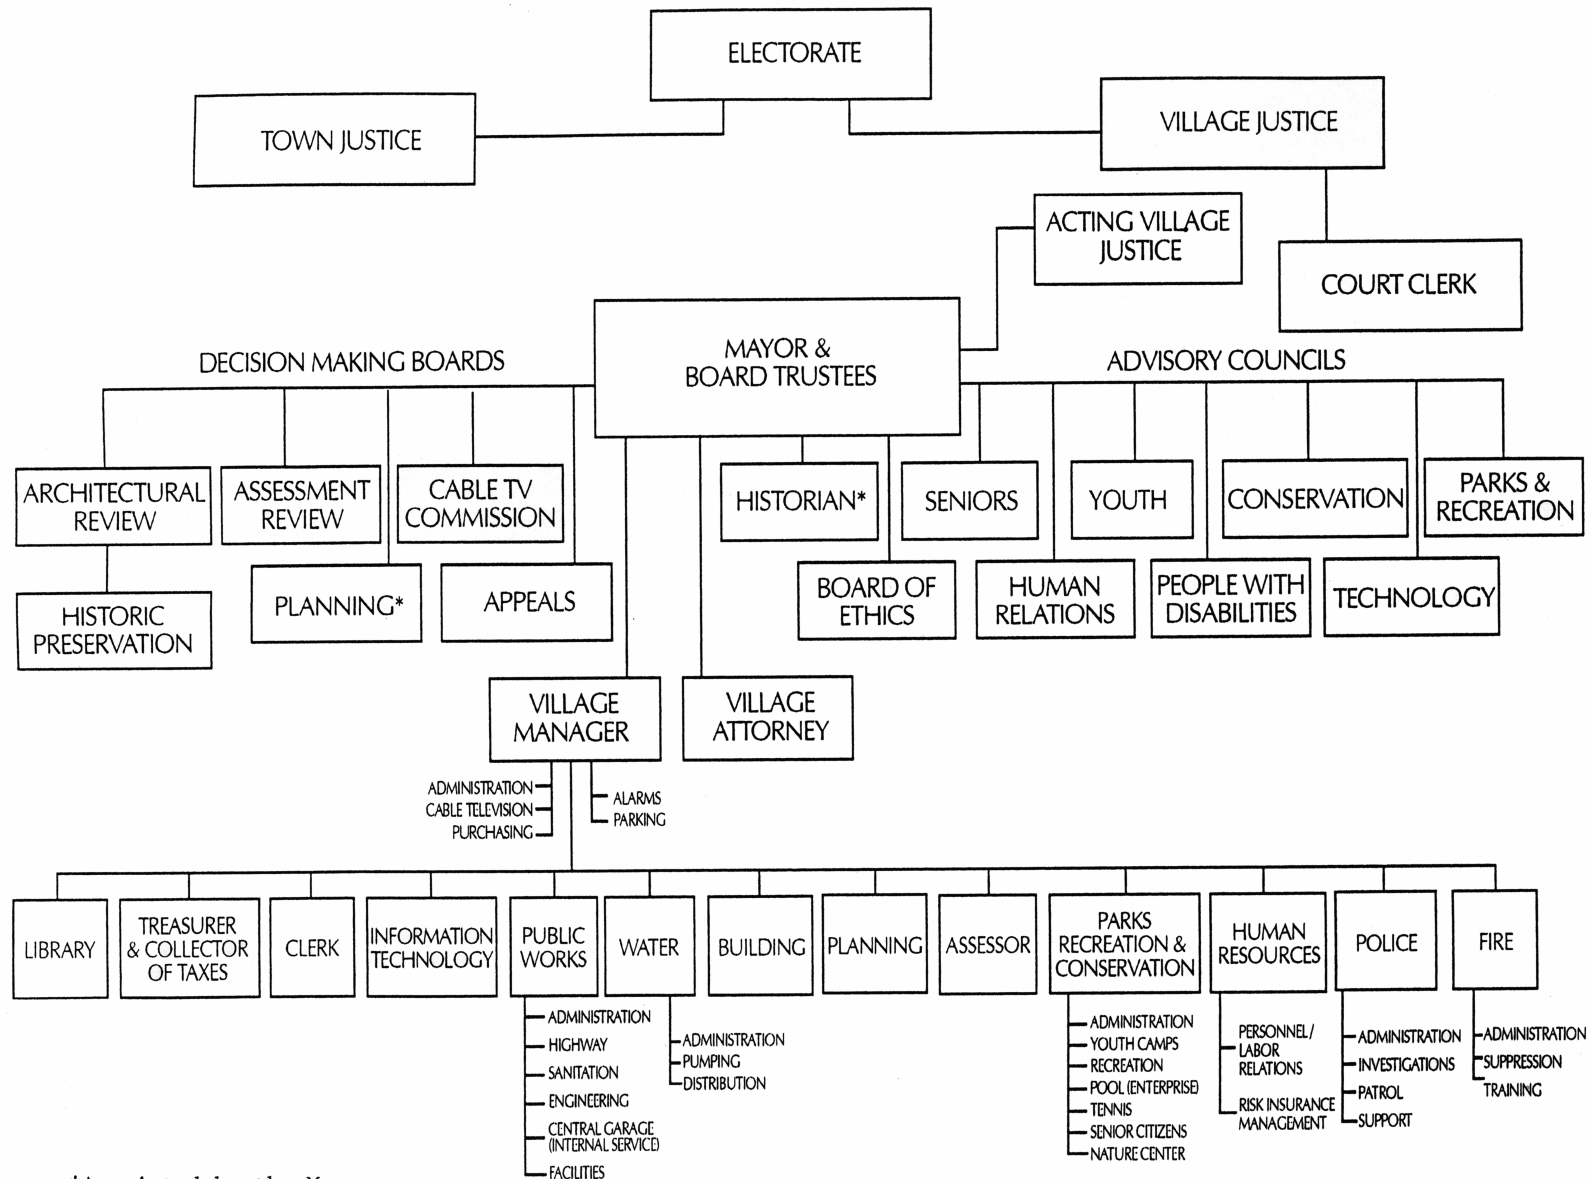 ELECTORATE
TOWN JUSTICE
VILLAGE JUSTICE
ACTING VILLAGE
JUSTICE
COURT CLERK
MAYOR &
BOARD TRUSTEES
DECISION MAKING BOARDS
ADVISORY COUNCILS
ARCHITECTURAL
REVIEW
ASSESSMENT
REVIEW
CABLE TV
COMMISSION
HISTORIAN*
SENIORS
YOUTH
CONSERVATION
PARKS &
RECREATION
HISTORIC
PRESERVATION
PLANNING*
APPEALS
BOARD OF
ETHICS
HUMAN
RELATIONS
PEOPLE WITH
DISABILITIES
TECHNOLOGY
VILLAGE
MANAGER
VILLAGE
ATTORNEY
ADMINISTRATION
CABLE TELEVISION
PURCHASING
ALARMS
PARKING
LIBRARY
TREASURER
& COLLECTOR
OF TAXES
CLERK
INFORMATION
TECHNOLOGY
PUBLIC
WORKS
WATER
BUILDING
PLANNING
ASSESSOR
PARKS
RECREATION &
CONSERVATION
HUMAN
RESOURCES
POLICE
FIRE
ADMINISTRATION
HIGHWAY
SANITATION
ENGINEERING
CENTRAL GARAGE
(INTERNAL SERVICE)
FACILITIES
ADMINISTRATION
PUMPING
DISTRIBUTION
ADMINISTRATION
YOUTH CAMPS
RECREATION
POOL (ENTERPRISE)
TENNIS
SENIOR CITIZENS
NATURE CENTER
PERSONNEL/
LABOR
RELATIONS
RISK INSURANCE
MANAGEMENT
ADMINISTRATION
INVESTIGATIONS
PATROL
SUPPORT
ADMINISTRATION
SUPPRESSION
TRAINING